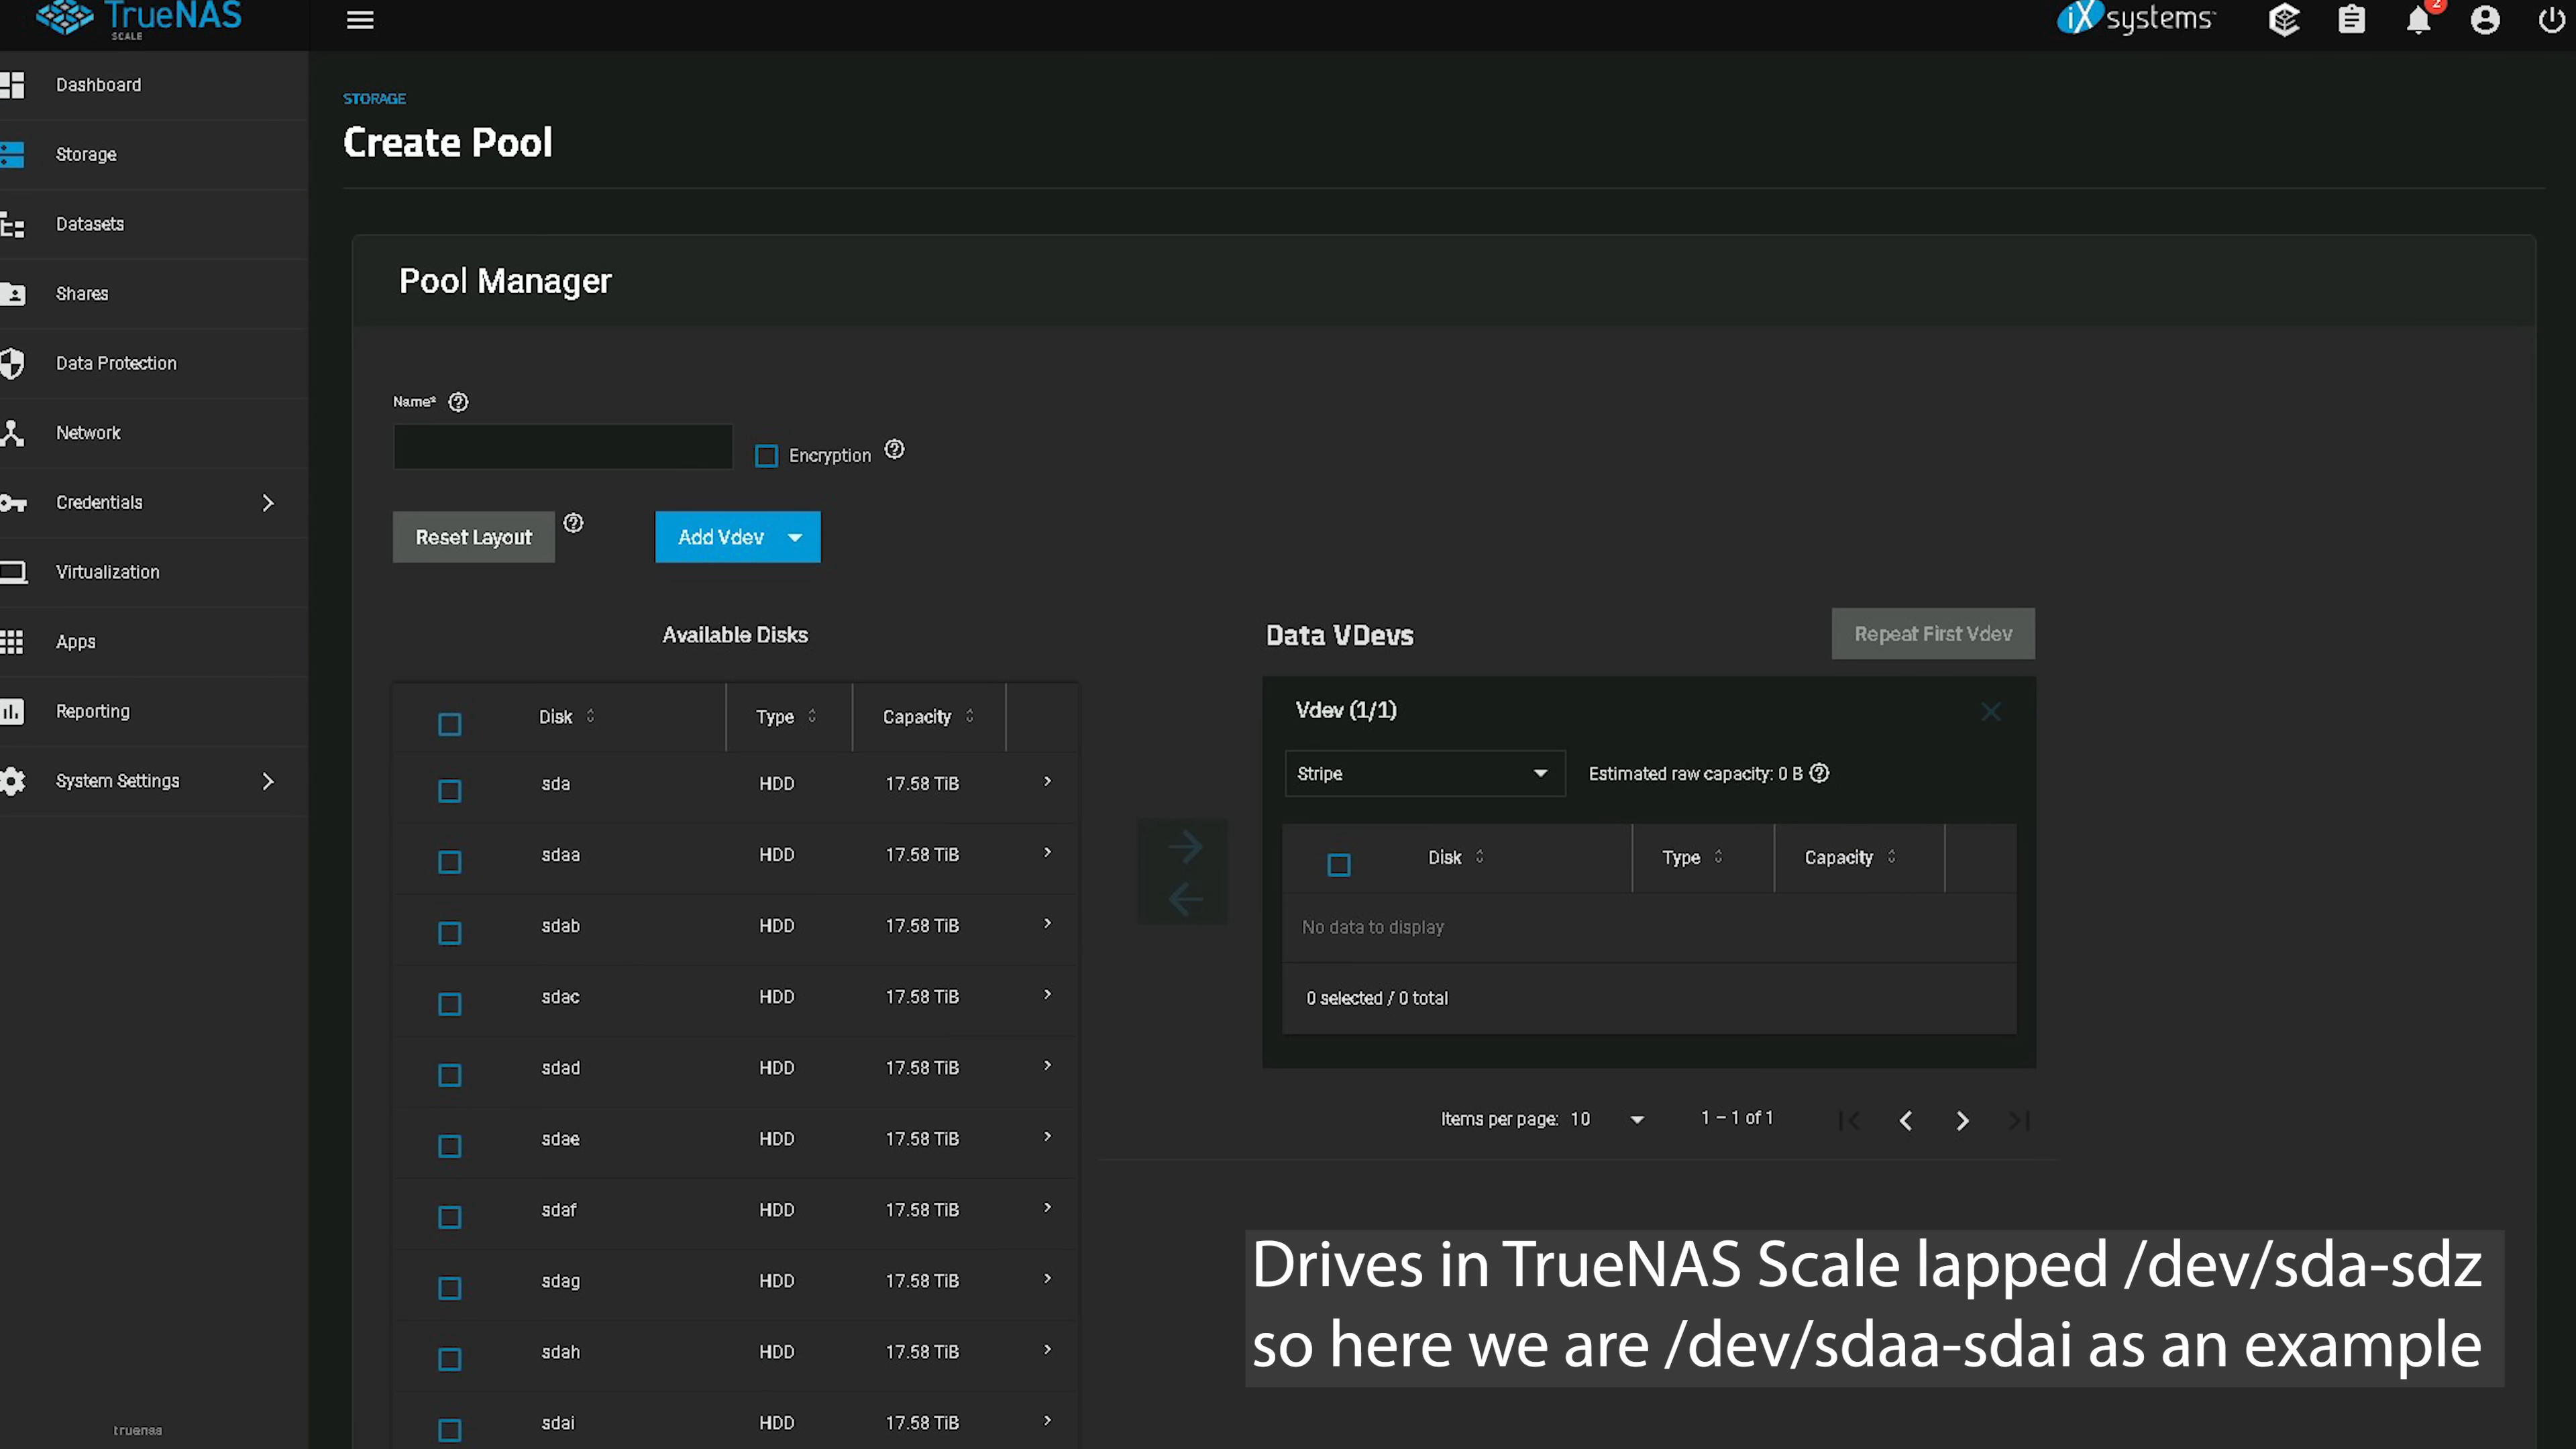 TrueNAS
SCALE
iXsystems
2
Dashboard
Storage
Datasets
Shares
Data Protection
Network
Credentials
Virtualization
Apps
Reporting
System Settings
truenas
STORAGE
Create Pool
Pool Manager
Name*
Encryption
Reset Layout
Add Vdev
Available Disks
Disk Type Capacity
sda HDD 17.58 TiB
sdaa HDD 17.58 TiB
sdab HDD 17.58 TiB
sdac HDD 17.58 TiB
sdad HDD 17.58 TiB
sdae HDD 17.58 TiB
sdaf HDD 17.58 TiB
sdag HDD 17.58 TiB
sdah HDD 17.58 TiB
sdai HDD 17.58 TiB
Data VDevs
Repeat First Vdev
Vdev (1/1)
Stripe
Estimated raw capacity: 0 B
Disk Type Capacity
No data to display
0 selected / 0 total
Items per page: 10 1 – 1 of 1
Drives in TrueNAS Scale lapped /dev/sda-sdz
so here we are /dev/sdaa-sdai as an example